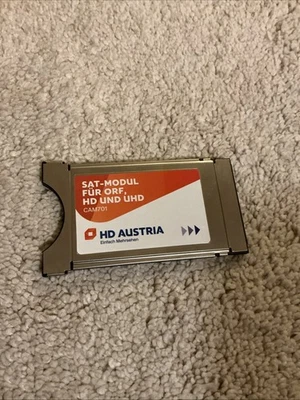 SAT-MODUL
FÜR ORF,
HD UND UHD
CAM701
HD AUSTRIA
Einfach Mehrsehen